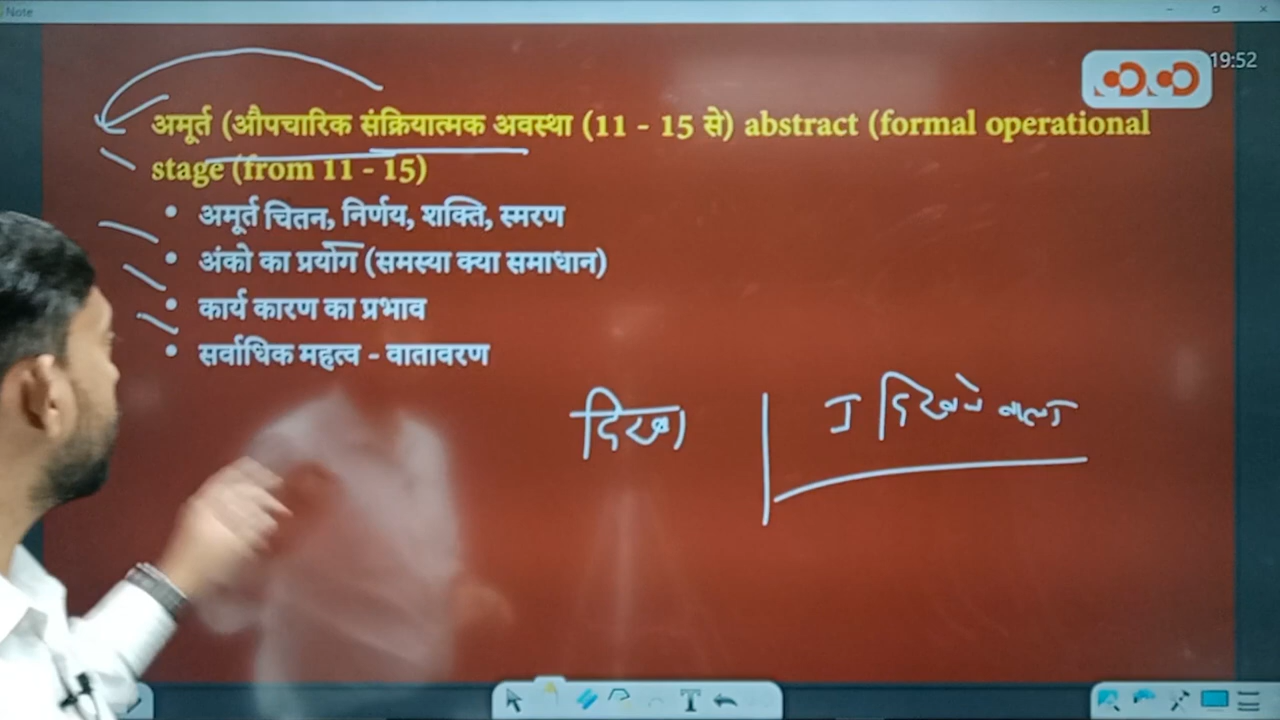 Note
19:52
अमूर्त (औपचारिक संक्रियात्मक अवस्था (11 - 15 से) abstract (formal operational
stage (from 11 - 15)
• अमूर्त चिंतन, निर्णय, शक्ति, स्मरण
• अंको का प्रयोग (समस्या क्या समाधान)
• कार्य कारण का प्रभाव
• सर्वाधिक महत्व - वातावरण
दिखा | न दिखने वाला